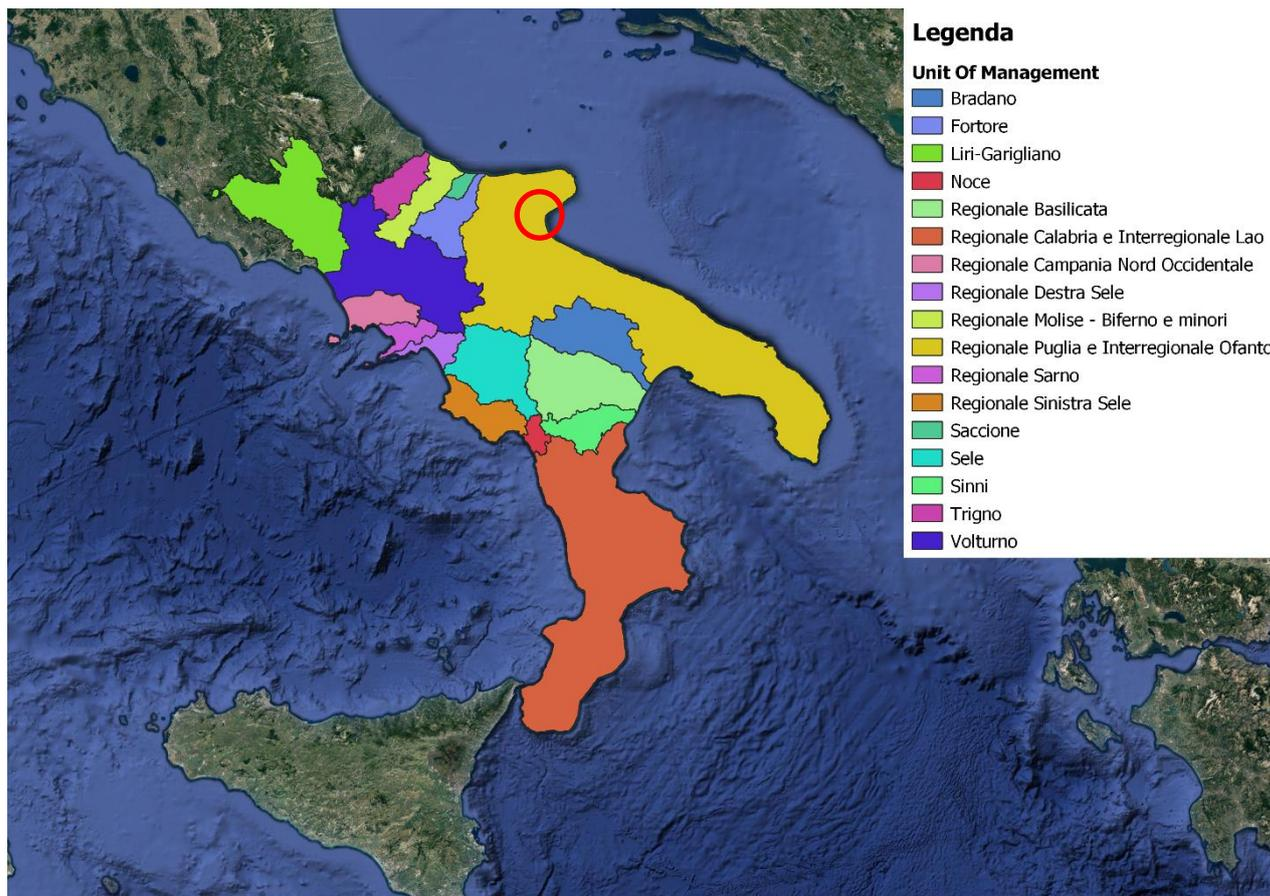 Legenda
Unit Of Management
Bradano
Fortore
Liri-Garigliano
Noce
Regionale Basilicata
Regionale Calabria e Interregionale Lao
Regionale Campania Nord Occidentale
Regionale Destra Sele
Regionale Molise - Biferno e minori
Regionale Puglia e Interregionale Ofanto
Regionale Sarno
Regionale Sinistra Sele
Saccione
Sele
Sinni
Trigno
Volturno